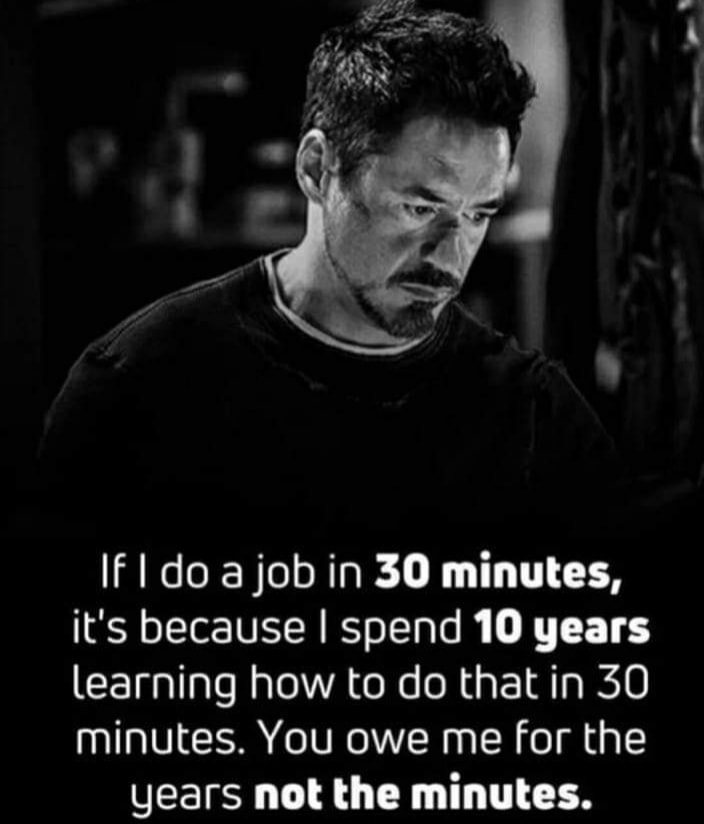 If I do a job in 30 minutes,
it's because I spend 10 years
learning how to do that in 30
minutes. You owe me for the
years not the minutes.